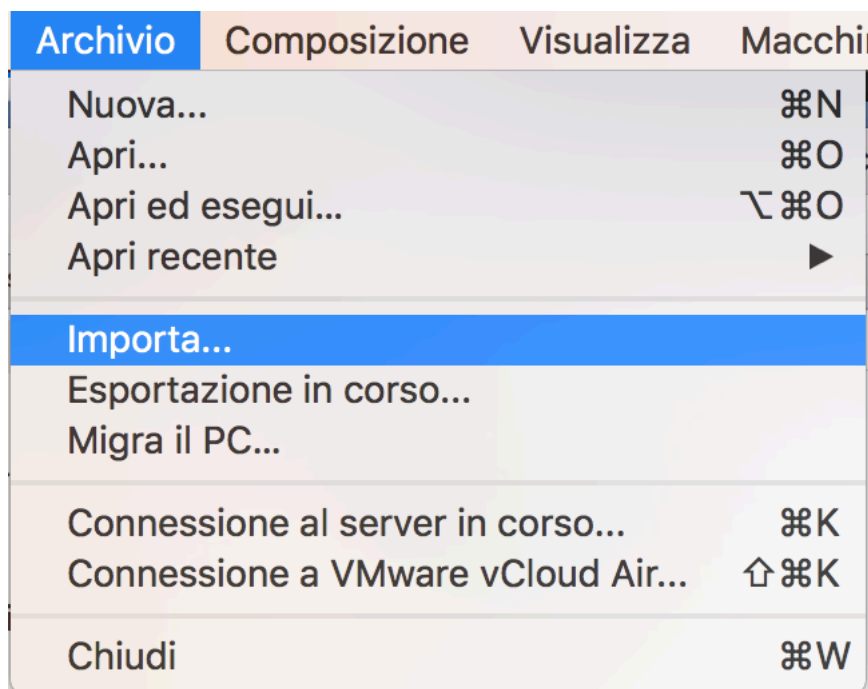 Archivio Composizione Visualizza
Nuova... ⌘N
Apri... ⌘O
Apri ed esegui... ⌥⌘O
Apri recente ▶
Importa...
Esportazione in corso...
Migra il PC...
Connessione al server in corso... ⌘K
Connessione a VMware vCloud Air... ⇧⌘K
Chiudi ⌘W